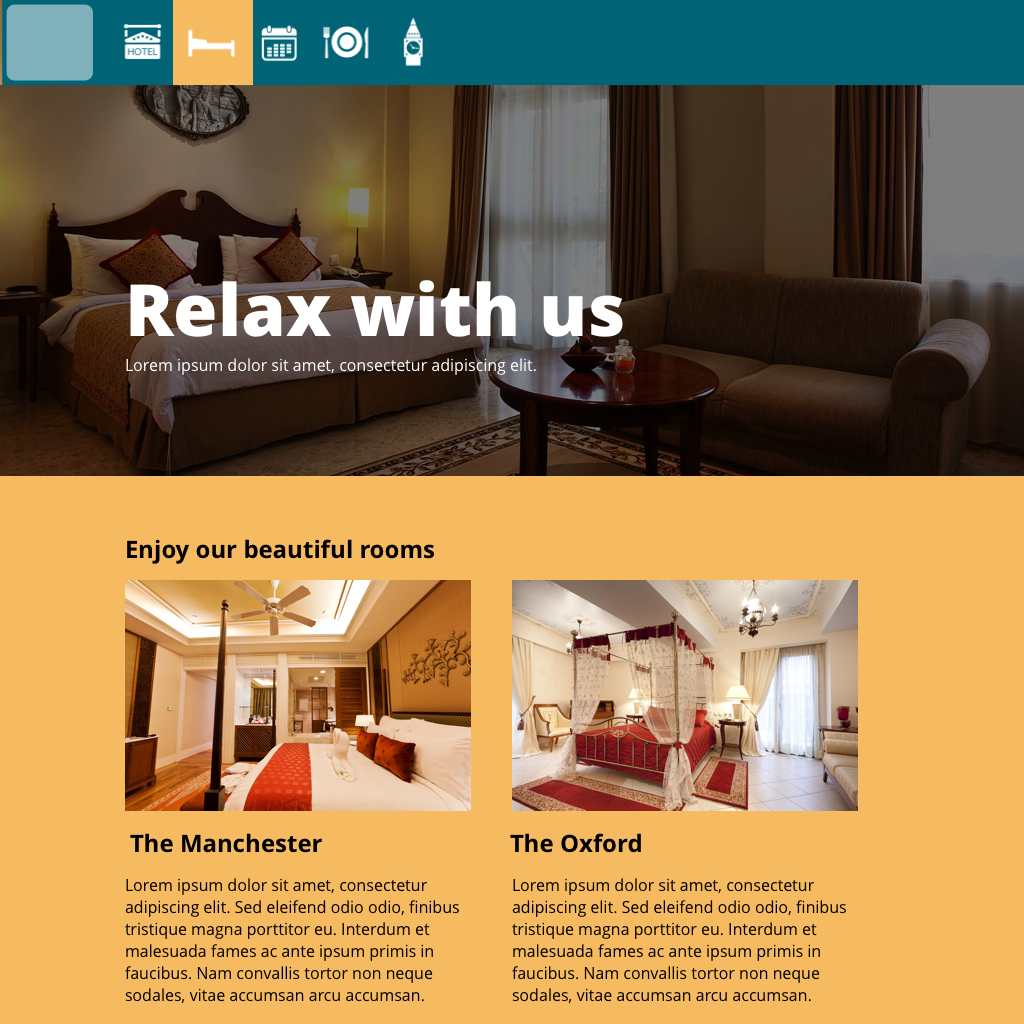 HOTEL
Relax with us
Lorem ipsum dolor sit amet, consectetur adipiscing elit.
Enjoy our beautiful rooms
The Manchester
Lorem ipsum dolor sit amet, consectetur
adipiscing elit. Sed eleifend odio odio, finibus
tristique magna porttitor eu. Interdum et
malesuada fames ac ante ipsum primis in
faucibus. Nam convallis tortor non neque
sodales, vitae accumsan arcu accumsan.
The Oxford
Lorem ipsum dolor sit amet, consectetur
adipiscing elit. Sed eleifend odio odio, finibus
tristique magna porttitor eu. Interdum et
malesuada fames ac ante ipsum primis in
faucibus. Nam convallis tortor non neque
sodales, vitae accumsan arcu accumsan.